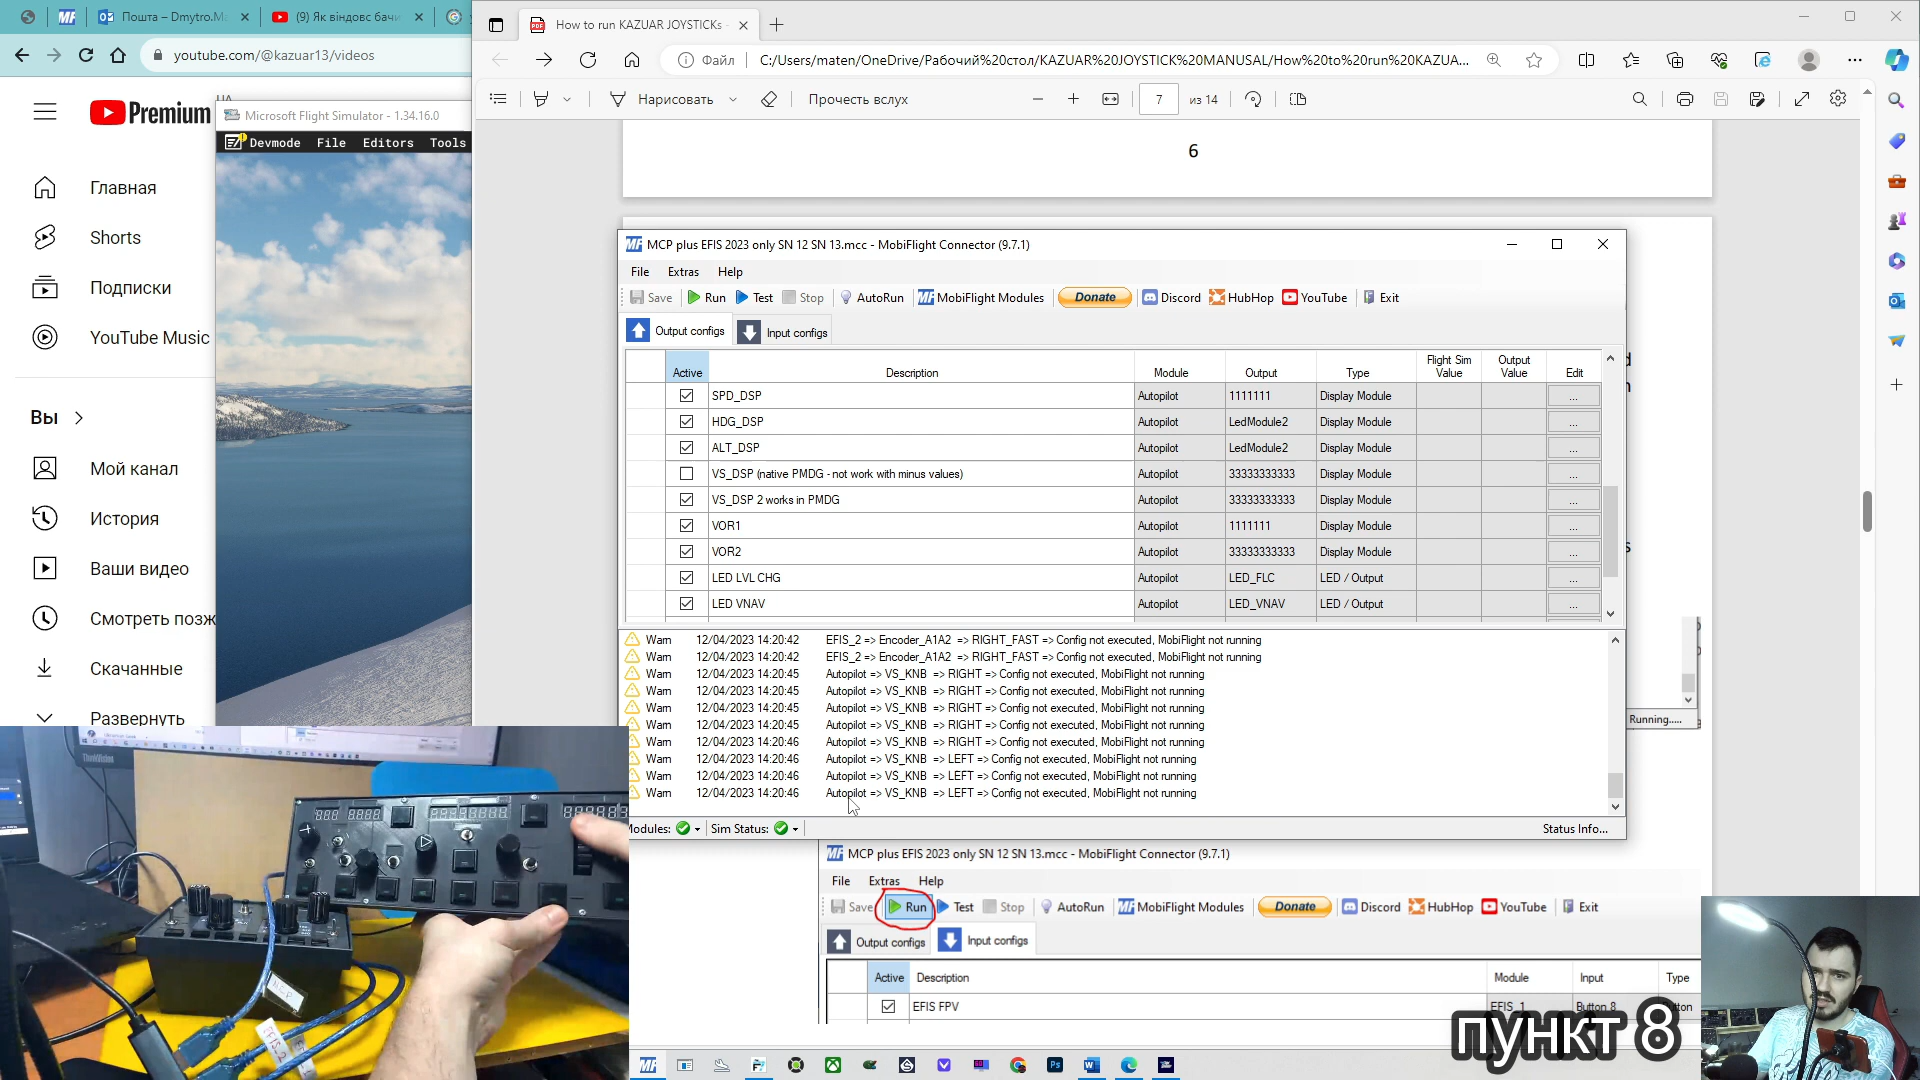 Пошта – Dmytro.Ma
(9) Як віндовс бачи
youtube.com/@kazuar13/videos
Premium
UA
Главная
Shorts
Подписки
YouTube Music
Вы
Мой канал
История
Ваши видео
Смотреть позж
Скачанные
Развернуть
Microsoft Flight Simulator - 1.34.16.0
Devmode File Editors Tools
How to run KAZUAR JOYSTICKs -
Файл
C:/Users/maten/OneDrive/Рабочий%20стол/KAZUAR%20JOYSTICK%20MANUSAL/How%20to%20run%20KAZUA...
Нарисовать
Прочесть вслух
7 из 14
6
MCP plus EFIS 2023 only SN 12 SN 13.mcc - MobiFlight Connector (9.7.1)
File Extras Help
Save Run Test Stop AutoRun MobiFlight Modules Donate Discord HubHop YouTube Exit
Output configs Input configs
Active Description Module Output Type Flight Sim Value Output Value Edit
SPD_DSP Autopilot 1111111 Display Module ...
HDG_DSP Autopilot LedModule2 Display Module ...
ALT_DSP Autopilot LedModule2 Display Module ...
VS_DSP (native PMDG - not work with minus values) Autopilot 33333333333 Display Module ...
VS_DSP 2 works in PMDG Autopilot 33333333333 Display Module ...
VOR1 Autopilot 1111111 Display Module ...
VOR2 Autopilot 33333333333 Display Module ...
LED LVL CHG Autopilot LED_FLC LED / Output ...
LED VNAV Autopilot LED_VNAV LED / Output ...
Warn 12/04/2023 14:20:42 EFIS_2 => Encoder_A1A2 => RIGHT_FAST => Config not executed, MobiFlight not running
Warn 12/04/2023 14:20:42 EFIS_2 => Encoder_A1A2 => RIGHT_FAST => Config not executed, MobiFlight not running
Warn 12/04/2023 14:20:45 Autopilot => VS_KNB => RIGHT => Config not executed, MobiFlight not running
Warn 12/04/2023 14:20:45 Autopilot => VS_KNB => RIGHT => Config not executed, MobiFlight not running
Warn 12/04/2023 14:20:45 Autopilot => VS_KNB => RIGHT => Config not executed, MobiFlight not running
Warn 12/04/2023 14:20:45 Autopilot => VS_KNB => RIGHT => Config not executed, MobiFlight not running
Warn 12/04/2023 14:20:46 Autopilot => VS_KNB => RIGHT => Config not executed, MobiFlight not running
Warn 12/04/2023 14:20:46 Autopilot => VS_KNB => LEFT => Config not executed, MobiFlight not running
Warn 12/04/2023 14:20:46 Autopilot => VS_KNB => LEFT => Config not executed, MobiFlight not running
Warn 12/04/2023 14:20:46 Autopilot => VS_KNB => LEFT => Config not executed, MobiFlight not running
Modules: Sim Status: Status Info...
Running.....
MCP plus EFIS 2023 only SN 12 SN 13.mcc - MobiFlight Connector (9.7.1)
File Extras Help
Save Run Test Stop AutoRun MobiFlight Modules Donate Discord HubHop YouTube Exit
Output configs Input configs
Active Description Module Input Type
EFIS FPV EFIS_1 Button 8 Button
ThinkVision
MCP
EFIS 2
пункт 8